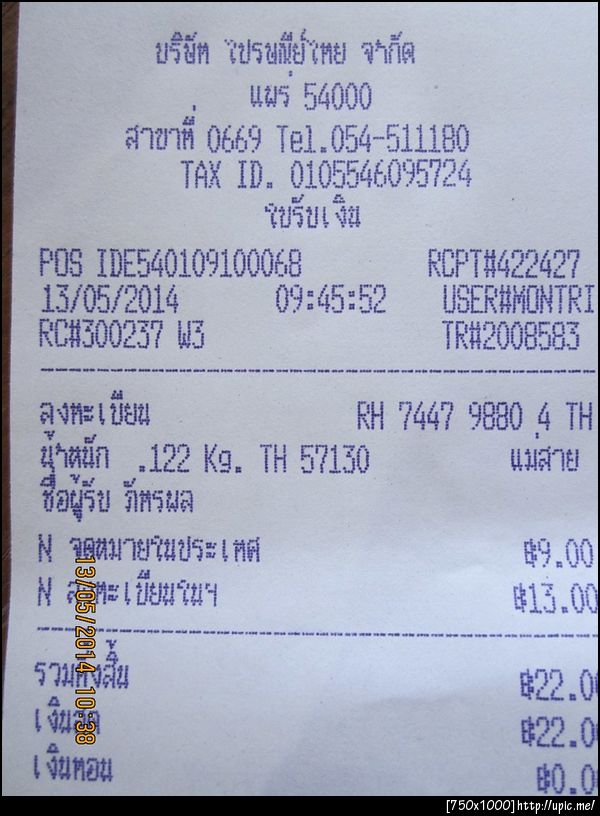 บริษัท ไปรษณีย์ไทย จำกัด
แพร่ 54000
สาขาที่ 0669 Tel.054-511180
TAX ID. 0105546095724
ใบรับเงิน
POS IDE540109100068 RCPT#422427
13/05/2014 09:45:52 USER#MONTRI
RC#300237 W3 TR#2008583
ลงทะเบียน RH 7447 9880 4 TH
น้ำหนัก .122 Kg. TH 57130 แม่สาย
ชื่อผู้รับ ภัทรผล
N จดหมายในประเทศ ฿9.00
N ลงทะเบียนในฯ ฿13.00
รวมทั้งสิ้น ฿22.0
เงินสด ฿22.0
เงินทอน ฿0.0
13/05/2014 10:38
[750x1000]http://upic.me/